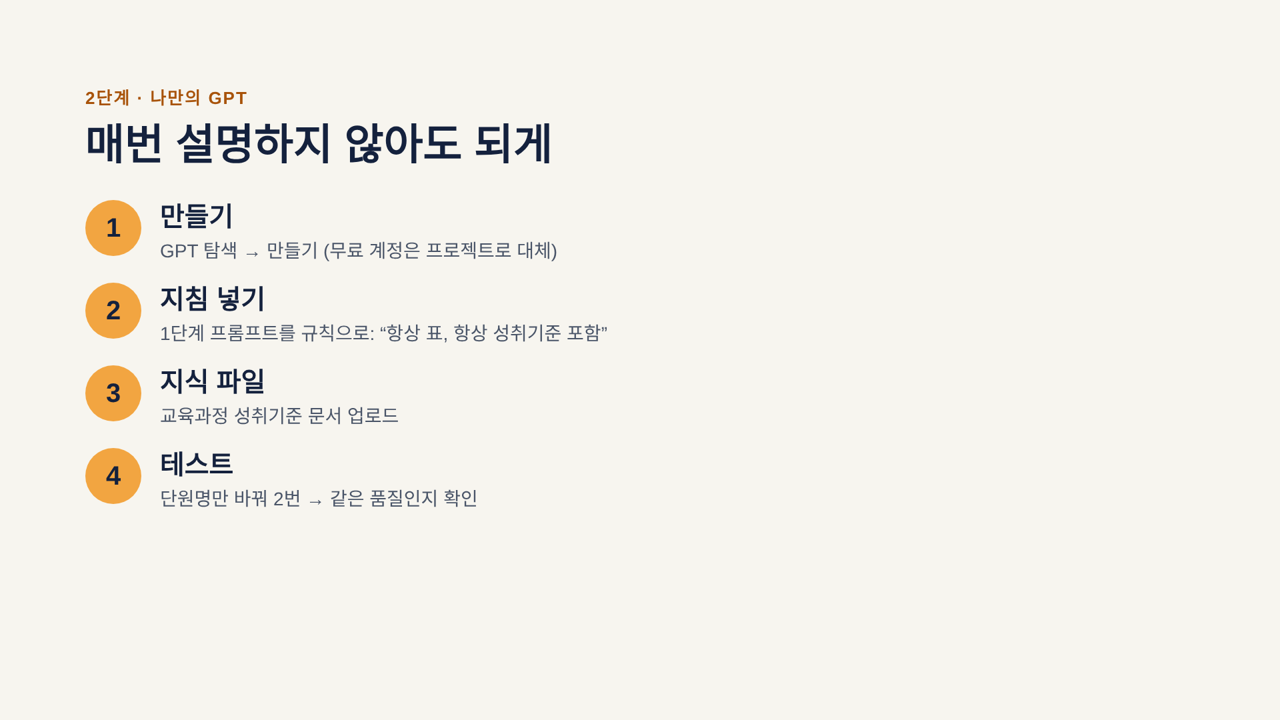 2단계 · 나만의 GPT
매번 설명하지 않아도 되게
1
만들기
GPT 탐색 → 만들기 (무료 계정은 프로젝트로 대체)
2
지침 넣기
1단계 프롬프트를 규칙으로: “항상 표, 항상 성취기준 포함”
3
지식 파일
교육과정 성취기준 문서 업로드
4
테스트
단원명만 바꿔 2번 → 같은 품질인지 확인